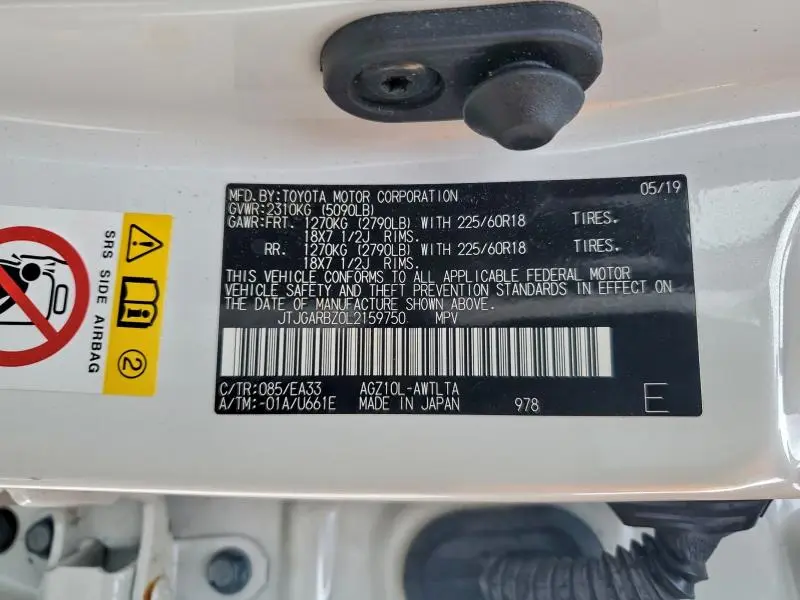 MFD.BY:TOYOTA MOTOR CORPORATION 05/19
GVWR:2310KG (5090LB)
GAWR:FRT. 1270KG (2790LB) WITH 225/60R18 TIRES.
18X7 1/2J RIMS.
RR. 1270KG (2790LB) WITH 225/60R18 TIRES.
18X7 1/2J RIMS.
THIS VEHICLE CONFORMS TO ALL APPLICABLE FEDERAL MOTOR
VEHICLE SAFETY AND THEFT PREVENTION STANDARDS IN EFFECT ON
THE DATE OF MANUFACTURE SHOWN ABOVE.
JTJGARBZ0L2159750 MPV
C/TR:085/EA33 AGZ10L-AWTLTA
A/TM:-01A/U661E MADE IN JAPAN 978 E
SRS SIDE AIRBAG
2